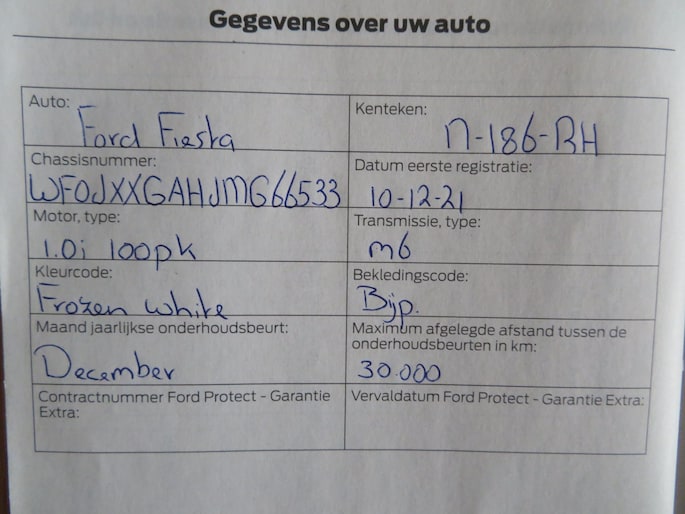 Gegevens over uw auto
Auto:
Ford Fiesta
Kenteken:
N-186-RH
Chassisnummer:
WF0JXXGAHJMG66533
Datum eerste registratie:
10-12-21
Motor, type:
1.0i 100pk
Transmissie, type:
M6
Kleurcode:
Frozen White
Bekledingscode:
Bijp.
Maand jaarlijkse onderhoudsbeurt:
December
Maximum afgelegde afstand tussen de
onderhoudsbeurten in km:
30.000
Contractnummer Ford Protect - Garantie
Extra:
Vervaldatum Ford Protect - Garantie Extra: